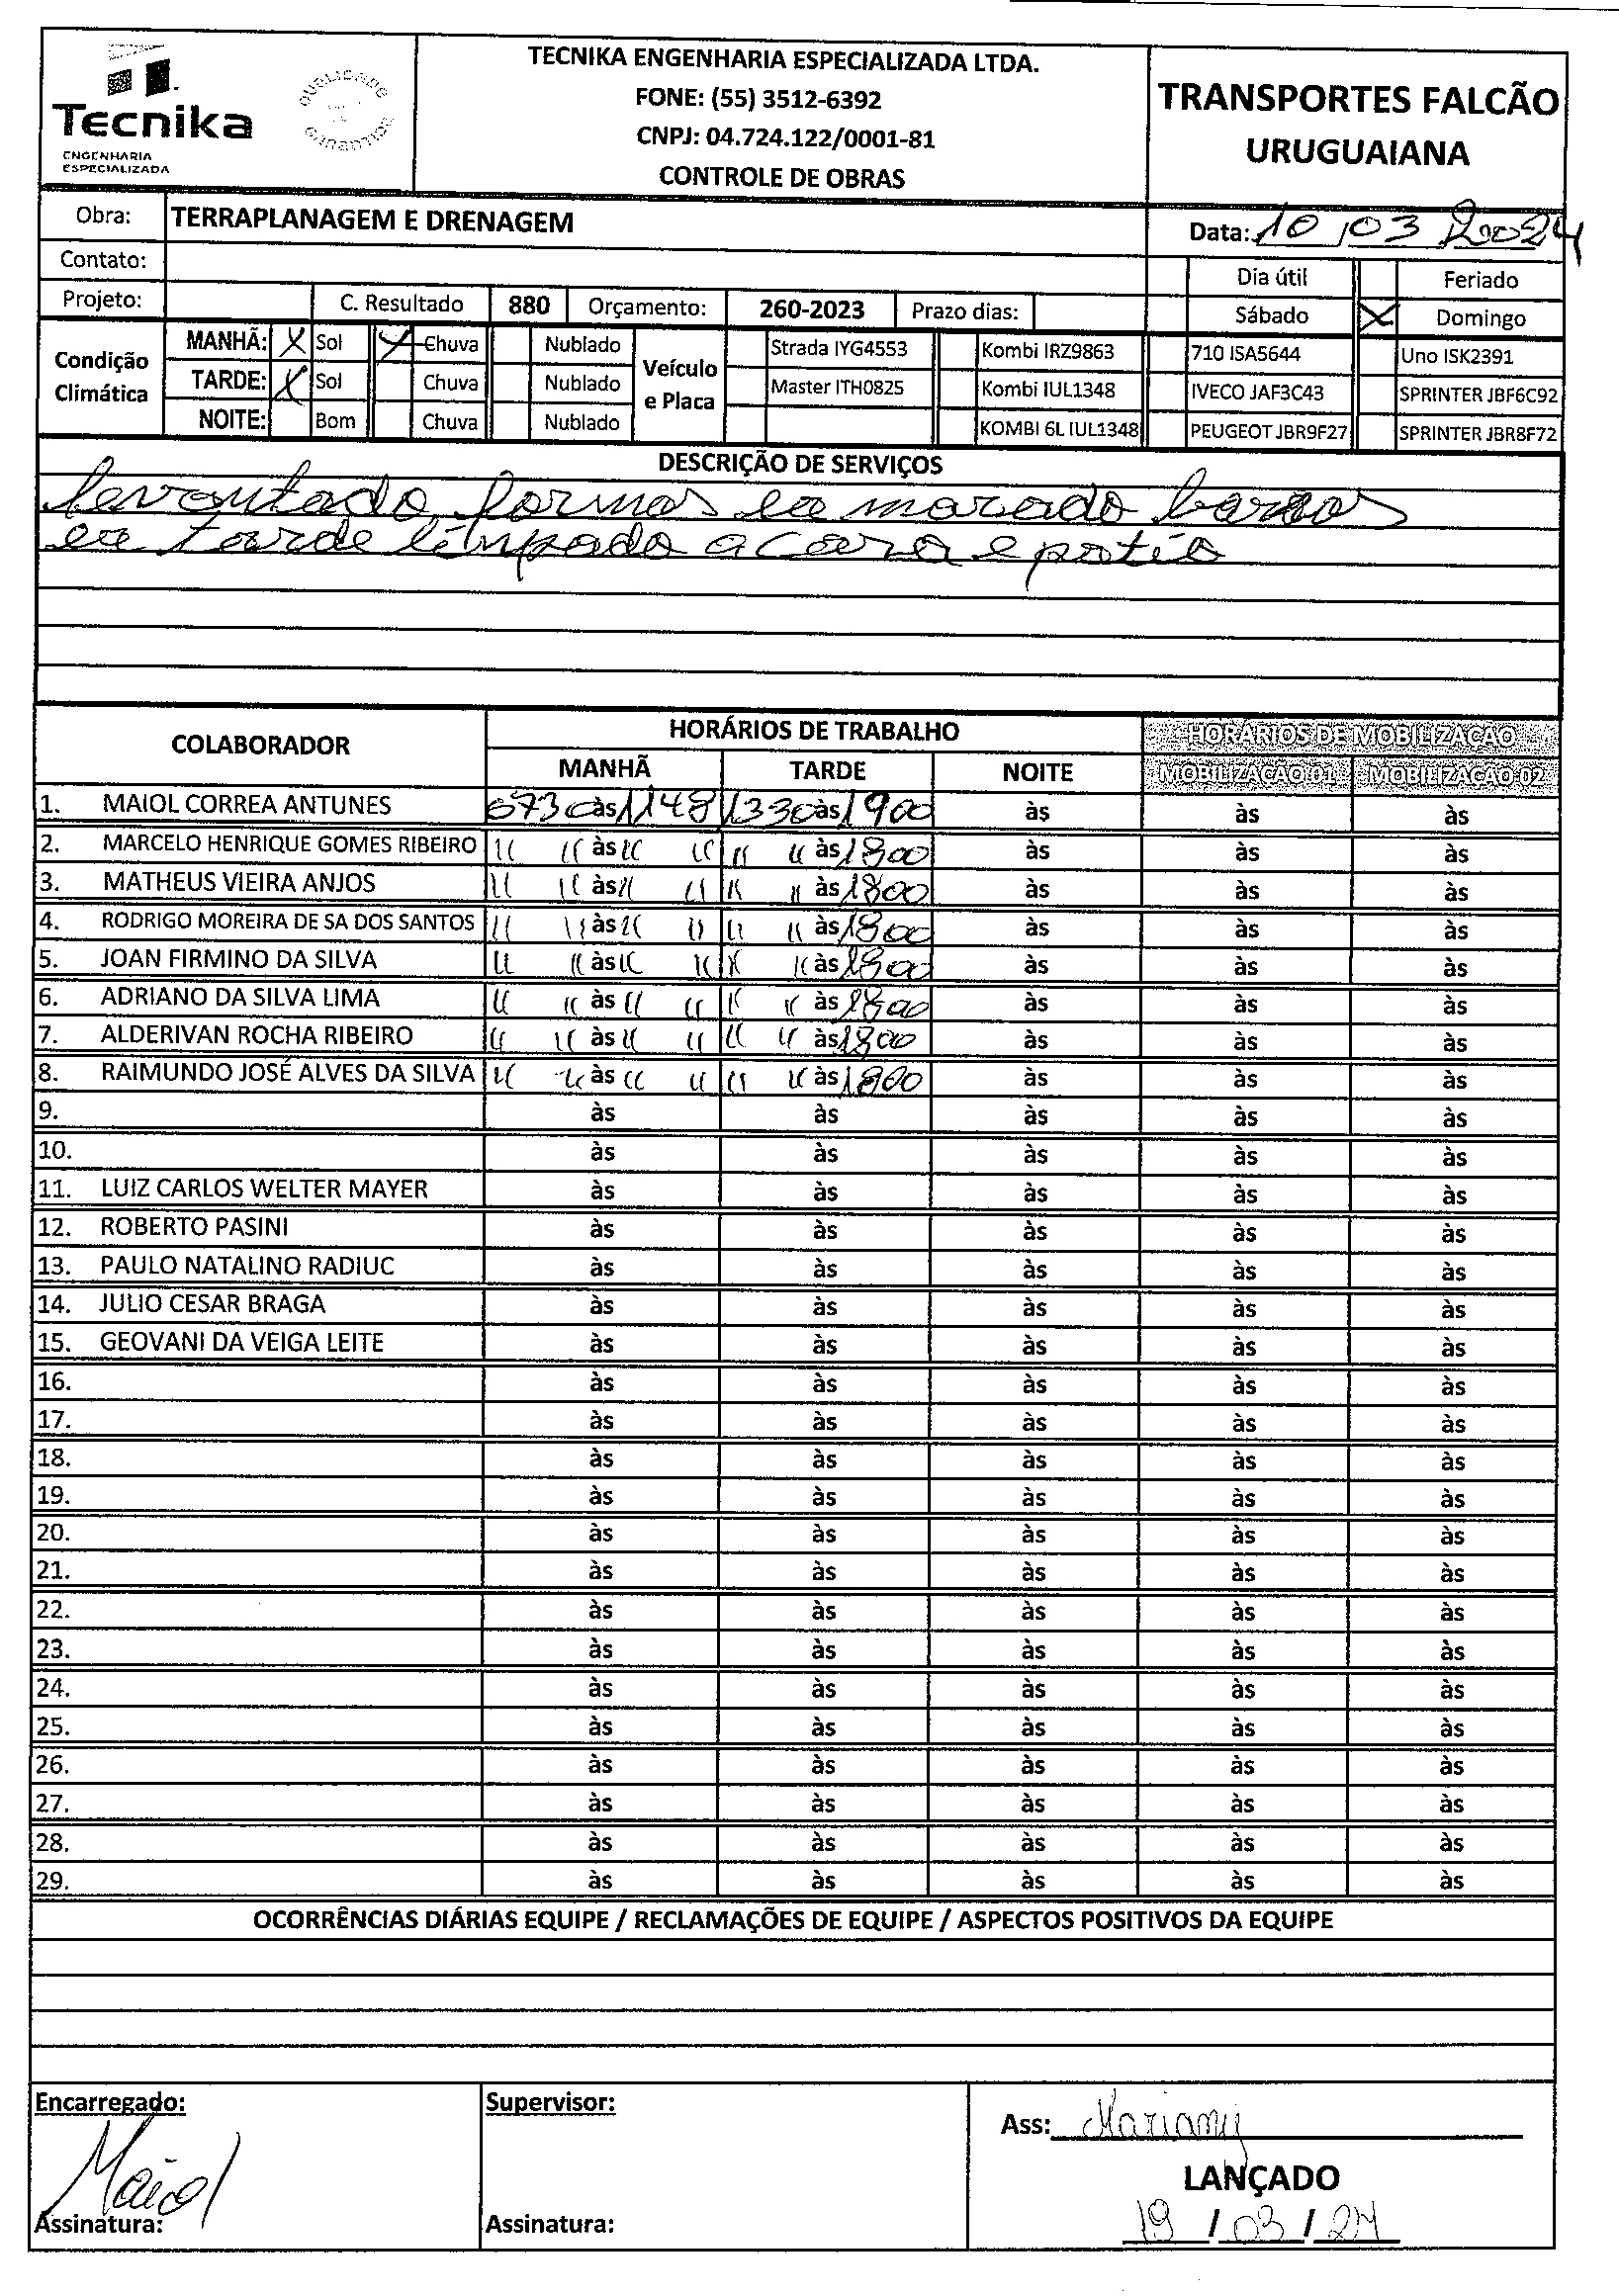 Tecnika
ENGENHARIA
ESPECIALIZADA
QUALIDADE
TECNIKA ENGENHARIA ESPECIALIZADA LTDA.
FONE: (55) 3512-6392
CNPJ: 04.724.122/0001-81
CONTROLE DE OBRAS
TRANSPORTES FALCÃO
URUGUAIANA
Obra: TERRAPLANAGEM E DRENAGEM
Data: 10/03/2024
Contato:
Dia útil Feriado
Projeto: C. Resultado 880 Orçamento: 260-2023 Prazo dias:
Sábado X Domingo
Condição Climática
MANHÃ: X Sol X Chuva Nublado
TARDE: X Sol Chuva Nublado
NOITE: Bom Chuva Nublado
Veículo e Placa
Strada IYG4553 Kombi IRZ9863 710 ISA5644 Uno ISK2391
Master ITH0825 Kombi IUL1348 IVECO JAF3C43 SPRINTER JBF6C92
KOMBI 6L IUL1348 PEUGEOT JBR9F27 SPRINTER JBR8F72
DESCRIÇÃO DE SERVIÇOS
levantado formas ea
ea tarde limpado a e patio
COLABORADOR HORÁRIOS DE TRABALHO HORÁRIOS DE MOBILIZAÇÃO
MANHÃ TARDE NOITE MOBILIZAÇÃO 01 MOBILIZAÇÃO 02
1. MAIOL CORREA ANTUNES 0730 às 1148 1330 às 1900 às às às
2. MARCELO HENRIQUE GOMES RIBEIRO " " às " " " " às 1800 às às às
3. MATHEUS VIEIRA ANJOS " " às " " " " às 1800 às às às
4. RODRIGO MOREIRA DE SA DOS SANTOS " " às " " " " às 1800 às às às
5. JOAN FIRMINO DA SILVA " " às " " " " às 1800 às às às
6. ADRIANO DA SILVA LIMA " " às " " " " às 1800 às às às
7. ALDERIVAN ROCHA RIBEIRO " " às " " " " às 1800 às às às
8. RAIMUNDO JOSÉ ALVES DA SILVA " " às " " " " às 1800 às às às
9. às às às às às
10. às às às às às
11. LUIZ CARLOS WELTER MAYER às às às às às
12. ROBERTO PASINI às às às às às
13. PAULO NATALINO RADIUC às às às às às
14. JULIO CESAR BRAGA às às às às às
15. GEOVANI DA VEIGA LEITE às às às às às
16. às às às às às
17. às às às às às
18. às às às às às
19. às às às às às
20. às às às às às
21. às às às às às
22. às às às às às
23. às às às às às
24. às às às às às
25. às às às às às
26. às às às às às
27. às às às às às
28. às às às às às
29. às às às às às
OCORRÊNCIAS DIÁRIAS EQUIPE / RECLAMAÇÕES DE EQUIPE / ASPECTOS POSITIVOS DA EQUIPE
Encarregado: Supervisor:
Ass: Mariany
Maiol
LANÇADO
Assinatura: Assinatura:
19/03/24